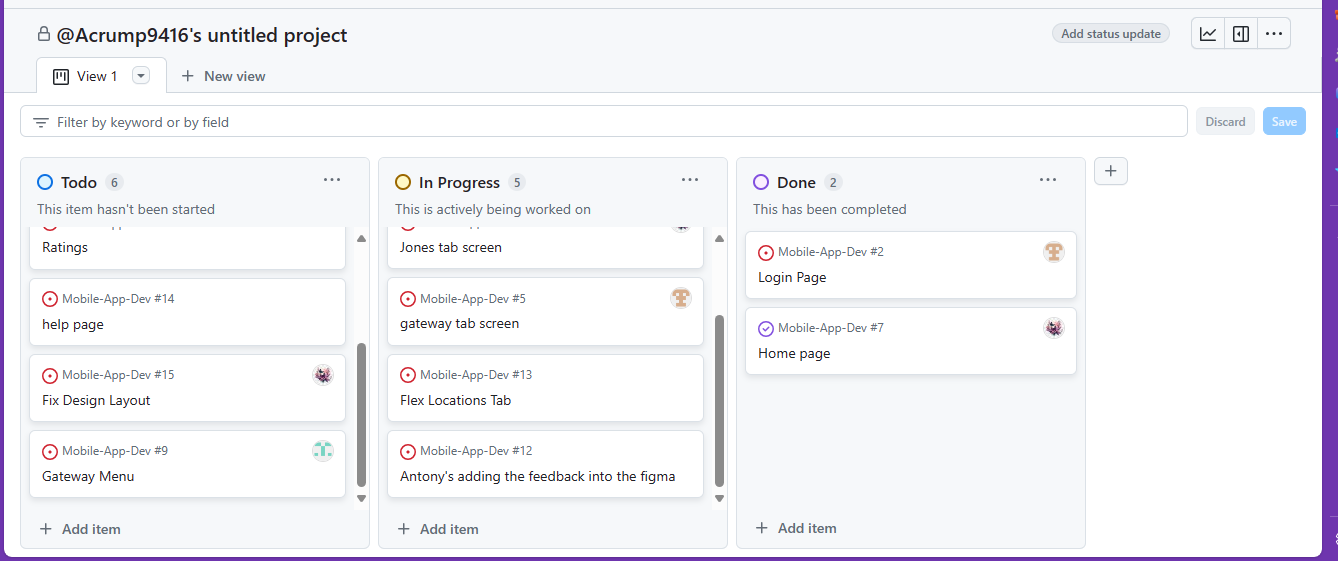 @Acrump9416's untitled project
Add status update
View 1
New view
Filter by keyword or by field
Discard
Save
Todo 6
This item hasn't been started
Ratings
Mobile-App-Dev #14
help page
Mobile-App-Dev #15
Fix Design Layout
Mobile-App-Dev #9
Gateway Menu
Add item
In Progress 5
This is actively being worked on
Jones tab screen
Mobile-App-Dev #5
gateway tab screen
Mobile-App-Dev #13
Flex Locations Tab
Mobile-App-Dev #12
Antony's adding the feedback into the figma
Add item
Done 2
This has been completed
Mobile-App-Dev #2
Login Page
Mobile-App-Dev #7
Home page
Add item